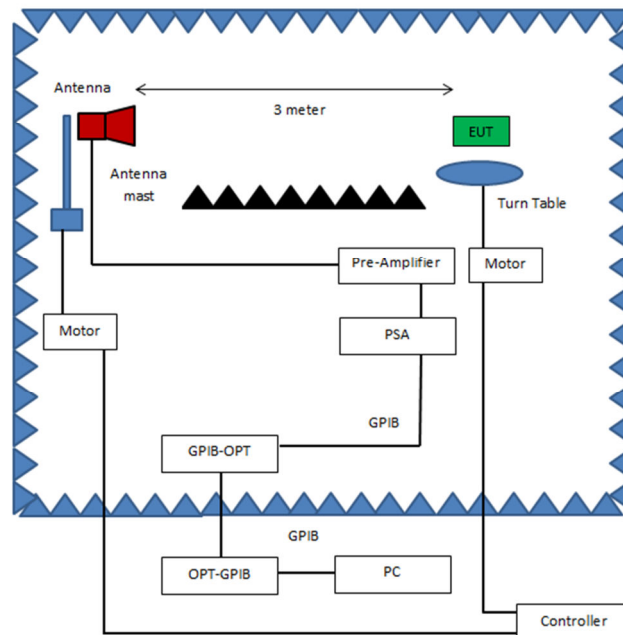 Antenna
3 meter
EUT
Antenna
mast
Turn Table
Pre-Amplifier
Motor
Motor
PSA
GPIB
GPIB-OPT
GPIB
OPT-GPIB
PC
Controller